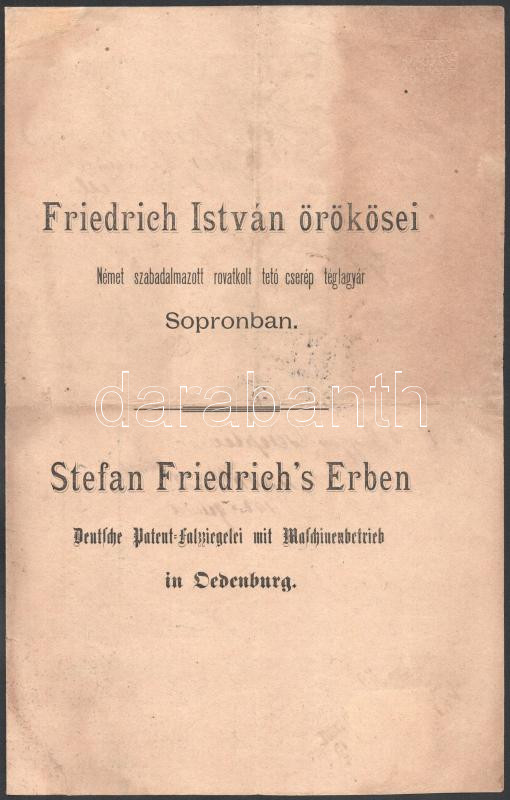 Friedrich István örökösei
Német szabadalmazott rovatkolt tető cserép téglagyár
Sopronban.
darabanth
Stefan Friedrich's Erben
Deutsche Patent-Falzziegelei mit Maschinenbetrieb
in Oedenburg.